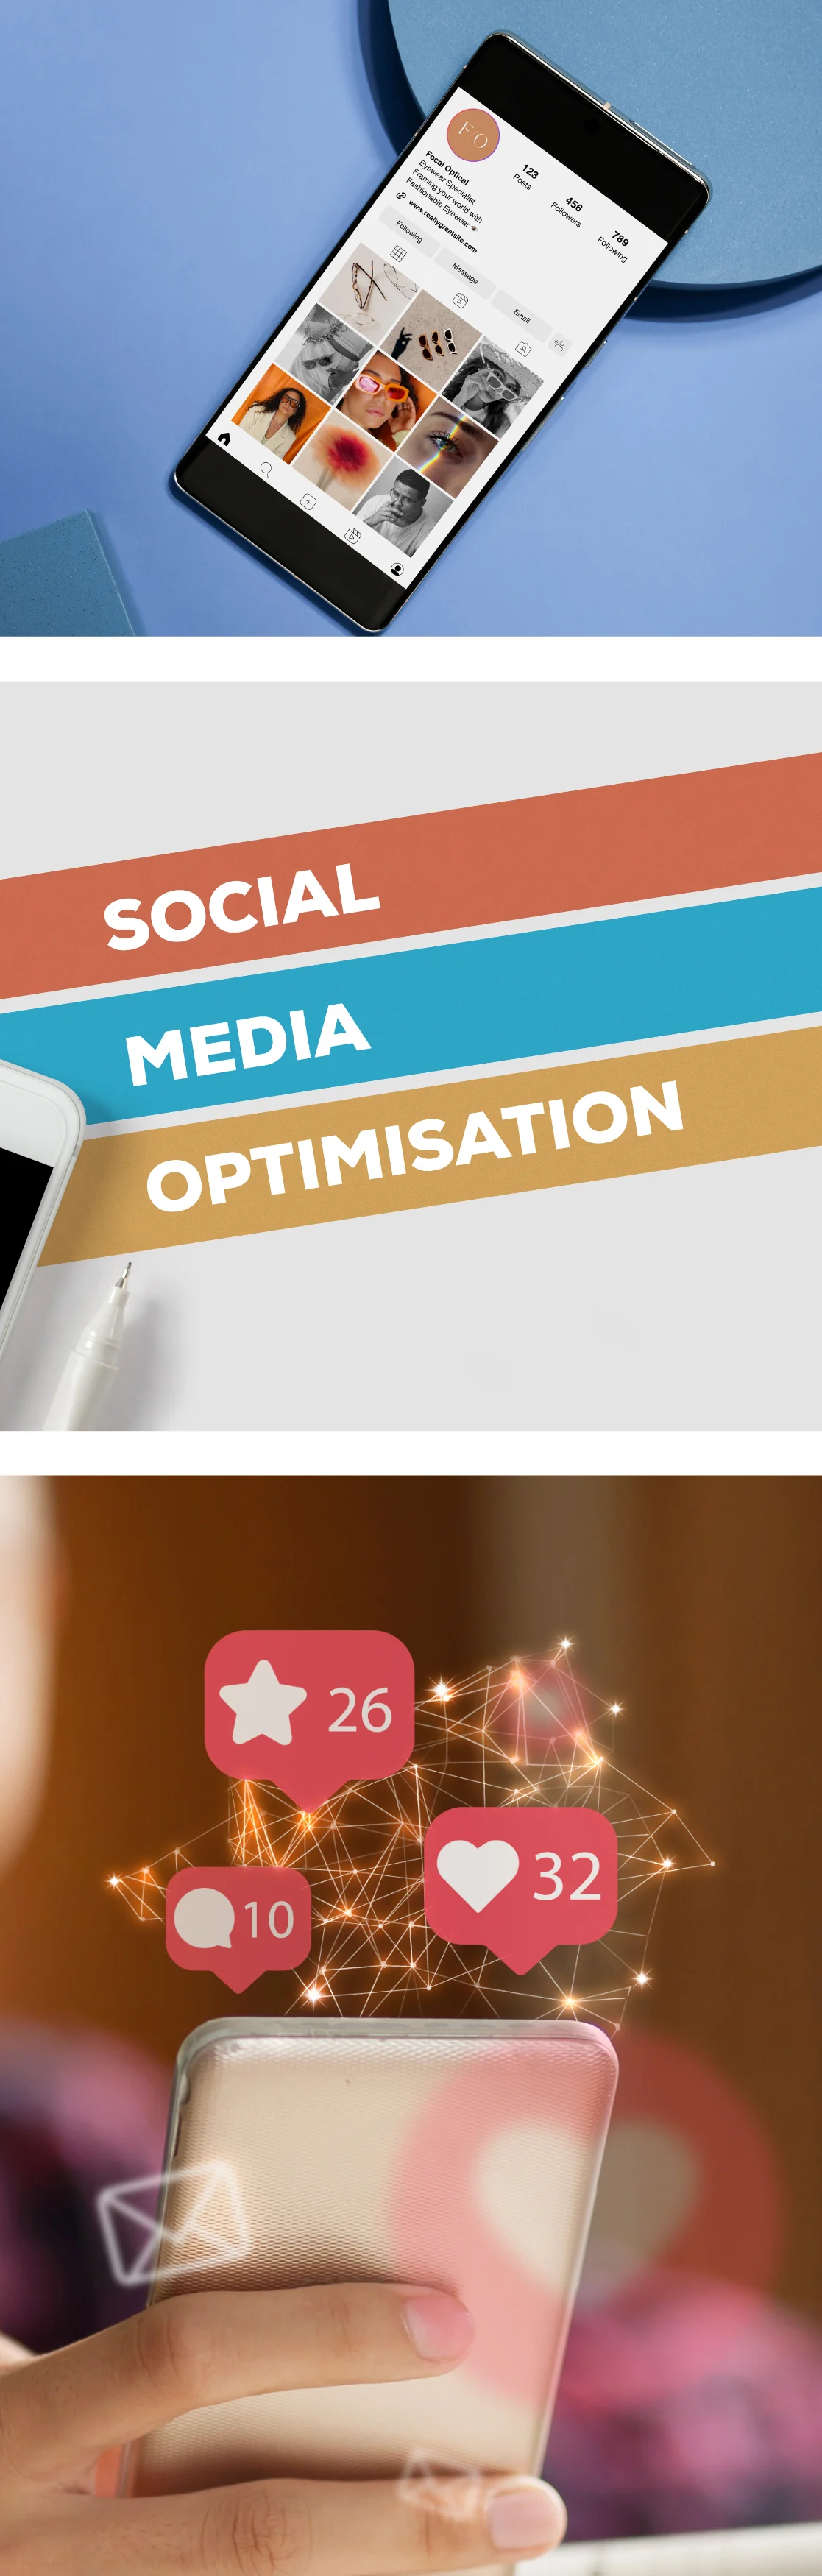 FO
123
Posts
456
Followers
789
Following
Focal Optical
Eyewear Specialist
Framing your world with
Fashionable Eyewear
www.reallygreatsite.com
Following
Message
Email
SOCIAL
MEDIA
OPTIMISATION
26
32
10